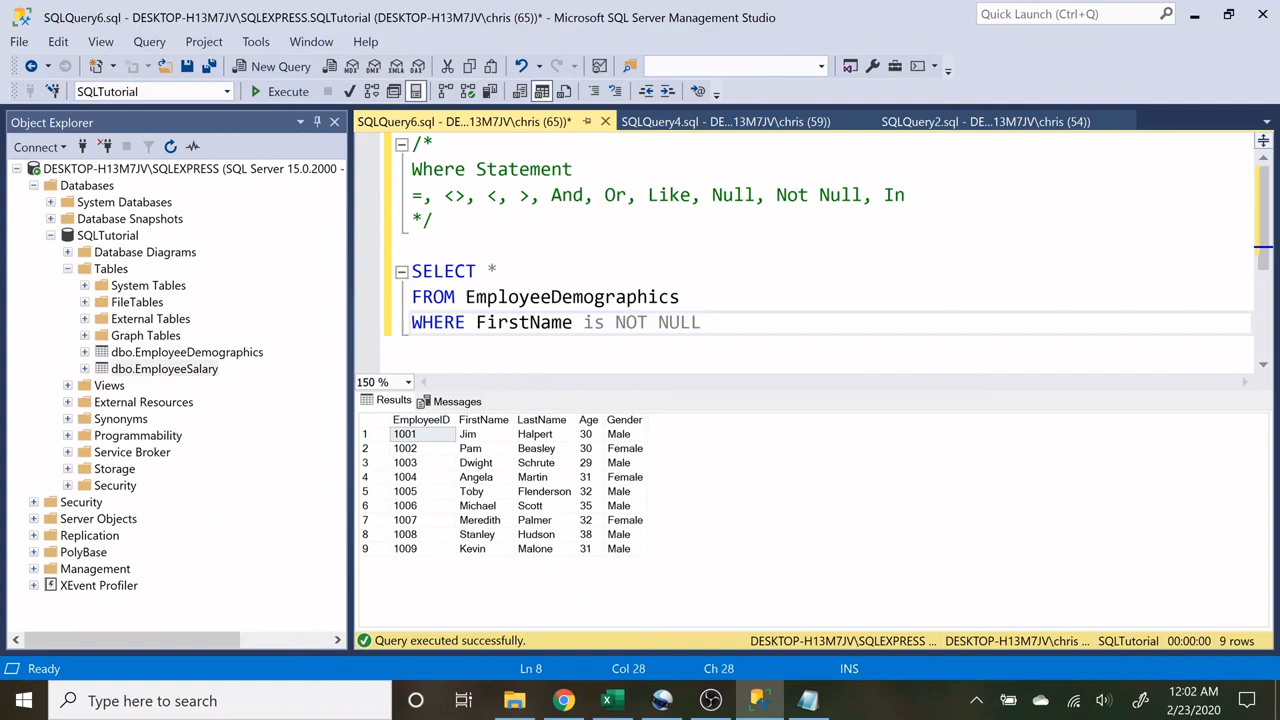 SQLQuery6.sql - DESKTOP-H13M7JV\SQLEXPRESS.SQLTutorial (DESKTOP-H13M7JV\chris (65))* - Microsoft SQL Server Management Studio
Quick Launch (Ctrl+Q)
File Edit View Query Project Tools Window Help
New Query MDX DMX XMLA DAX
SQLTutorial Execute
Object Explorer
SQLQuery6.sql - DE...13M7JV\chris (65))* SQLQuery4.sql - DE...13M7JV\chris (59)) SQLQuery2.sql - DE...13M7JV\chris (54))
Connect
DESKTOP-H13M7JV\SQLEXPRESS (SQL Server 15.0.2000 -
Databases
System Databases
Database Snapshots
SQLTutorial
Database Diagrams
Tables
System Tables
FileTables
External Tables
Graph Tables
dbo.EmployeeDemographics
dbo.EmployeeSalary
Views
External Resources
Synonyms
Programmability
Service Broker
Storage
Security
Security
Server Objects
Replication
PolyBase
Management
XEvent Profiler
/*
Where Statement
=, <>, <, >, And, Or, Like, Null, Not Null, In
*/
SELECT *
FROM EmployeeDemographics
WHERE FirstName is NOT NULL
150 %
Results Messages
EmployeeID FirstName LastName Age Gender
1 1001 Jim Halpert 30 Male
2 1002 Pam Beasley 30 Female
3 1003 Dwight Schrute 29 Male
4 1004 Angela Martin 31 Female
5 1005 Toby Flenderson 32 Male
6 1006 Michael Scott 35 Male
7 1007 Meredith Palmer 32 Female
8 1008 Stanley Hudson 38 Male
9 1009 Kevin Malone 31 Male
Query executed successfully. DESKTOP-H13M7JV\SQLEXPRESS ... DESKTOP-H13M7JV\chris ... SQLTutorial 00:00:00 9 rows
Ready Ln 8 Col 28 Ch 28 INS
Type here to search
12:02 AM
2/23/2020